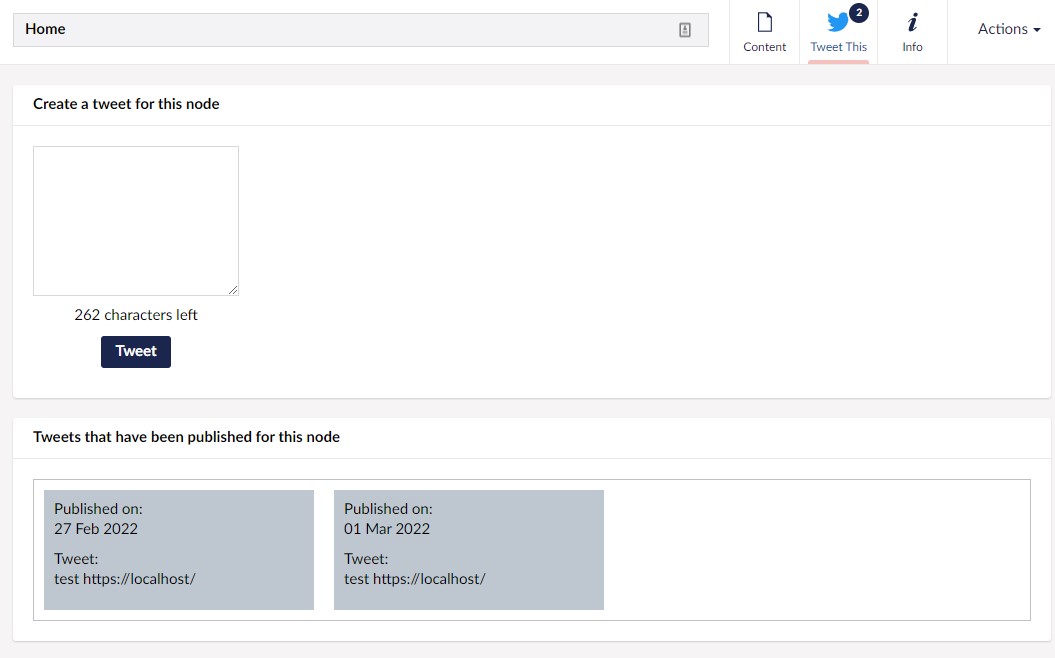 Home
Content
2
Tweet This
Info
Actions
Create a tweet for this node
262 characters left
Tweet
Tweets that have been published for this node
Published on:
27 Feb 2022
Tweet:
test https://localhost/
Published on:
01 Mar 2022
Tweet:
test https://localhost/